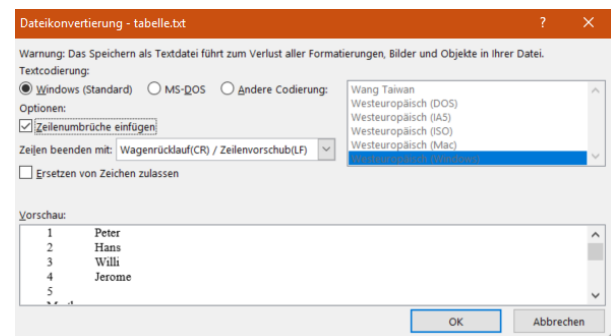 Dateikonvertierung - tabelle.txt
Warnung: Das Speichern als Textdatei führt zum Verlust aller Formatierungen, Bilder und Objekte in Ihrer Datei.
Textcodierung:
Windows (Standard) MS-DOS Andere Codierung:
Wang Taiwan
Westeuropäisch (DOS)
Westeuropäisch (IA5)
Westeuropäisch (ISO)
Westeuropäisch (Mac)
Westeuropäisch (Windows)
Optionen:
Zeilenumbrüche einfügen
Zeilen beenden mit: Wagenrücklauf(CR) / Zeilenvorschub(LF)
Ersetzen von Zeichen zulassen
Vorschau:
1 Peter
2 Hans
3 Willi
4 Jerome
5
OK Abbrechen